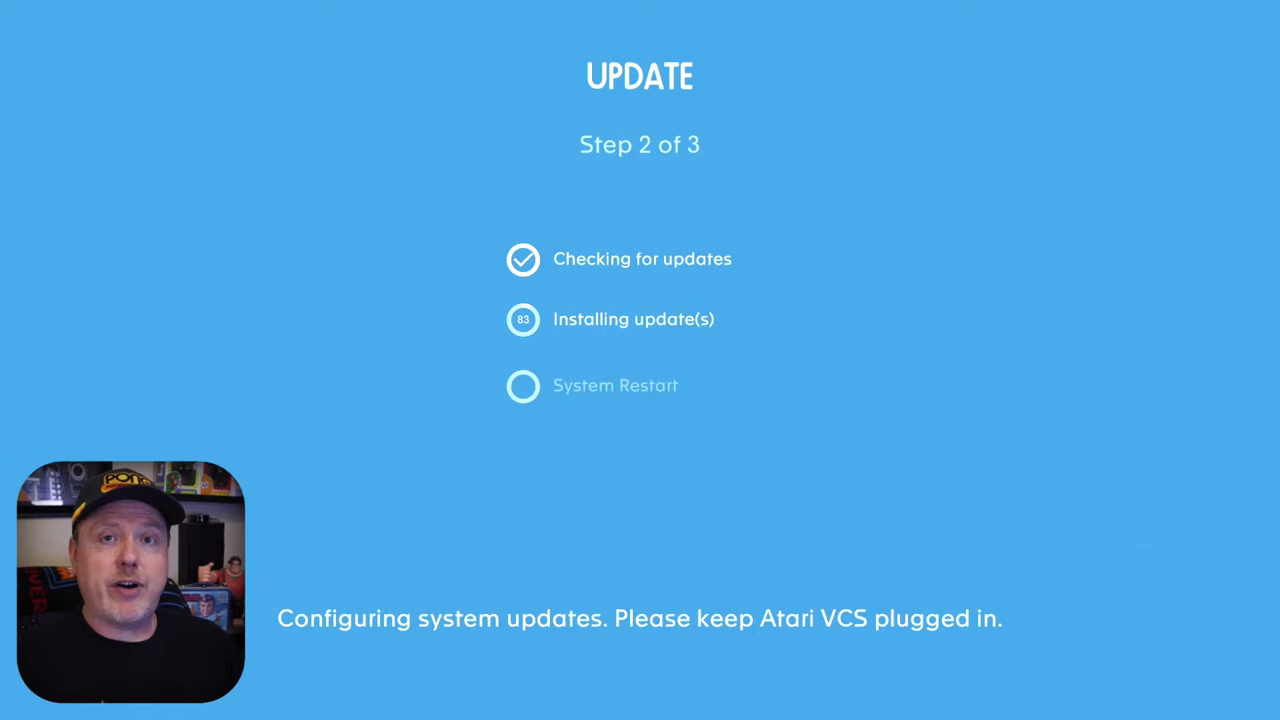 UPDATE
Step 2 of 3
Checking for updates
83
Installing update(s)
System Restart
PONG
Configuring system updates. Please keep Atari VCS plugged in.